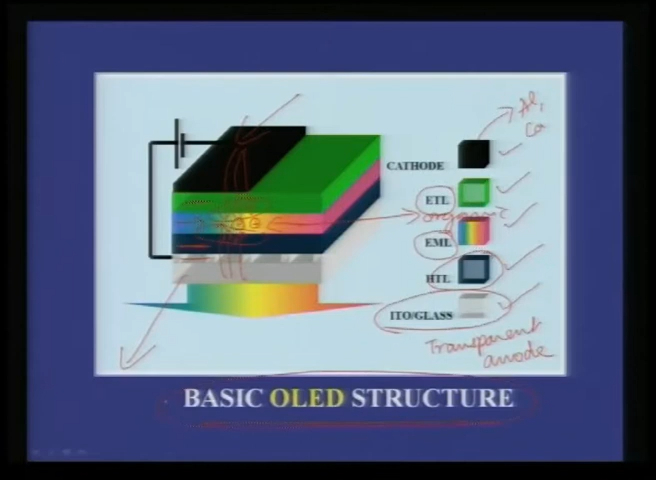 Al,
Ca
CATHODE
ETL
organic
EML
HTL
ITO/GLASS
Transparent
anode
BASIC OLED STRUCTURE